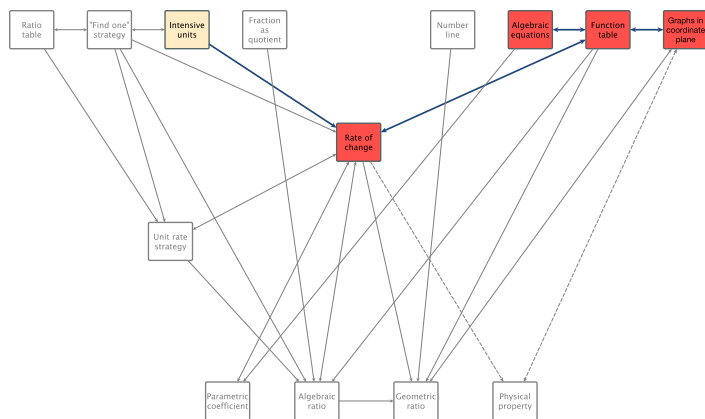 Ratio
table
"Find one"
strategy
Intensive
units
Fraction
as
quotient
Number
line
Algebraic
equations
Function
table
Graphs in
coordinate
plane
Rate of
change
Unit rate
strategy
Parametric
coefficient
Algebraic
ratio
Geometric
ratio
Physical
property